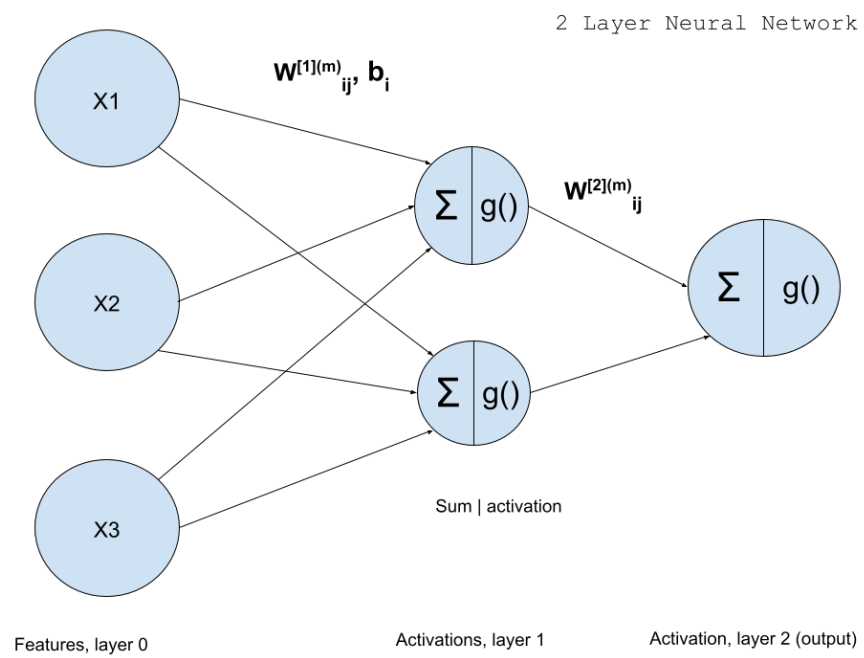 2 Layer Neural Network
W[1](m)ij, bi
X1
Σ g()
W[2](m)ij
X2
Σ g()
Σ g()
X3
Sum | activation
Features, layer 0
Activations, layer 1
Activation, layer 2 (output)